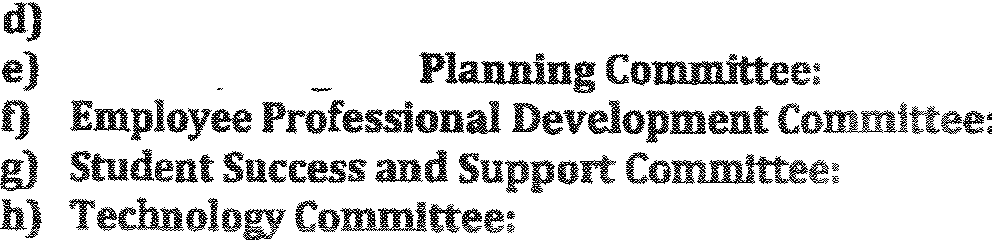 d)
e) Planning Committee:
f) Employee Professional Development Committee:
g) Student Success and Support Committee:
h) Technology Committee: